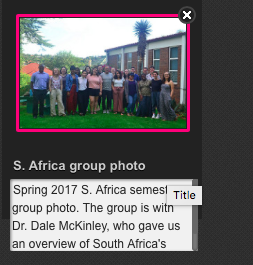 S. Africa group photo
Spring 2017 S. Africa semest
group photo. The group is with
Dr. Dale McKinley, who gave us
an overview of South Africa's
Title